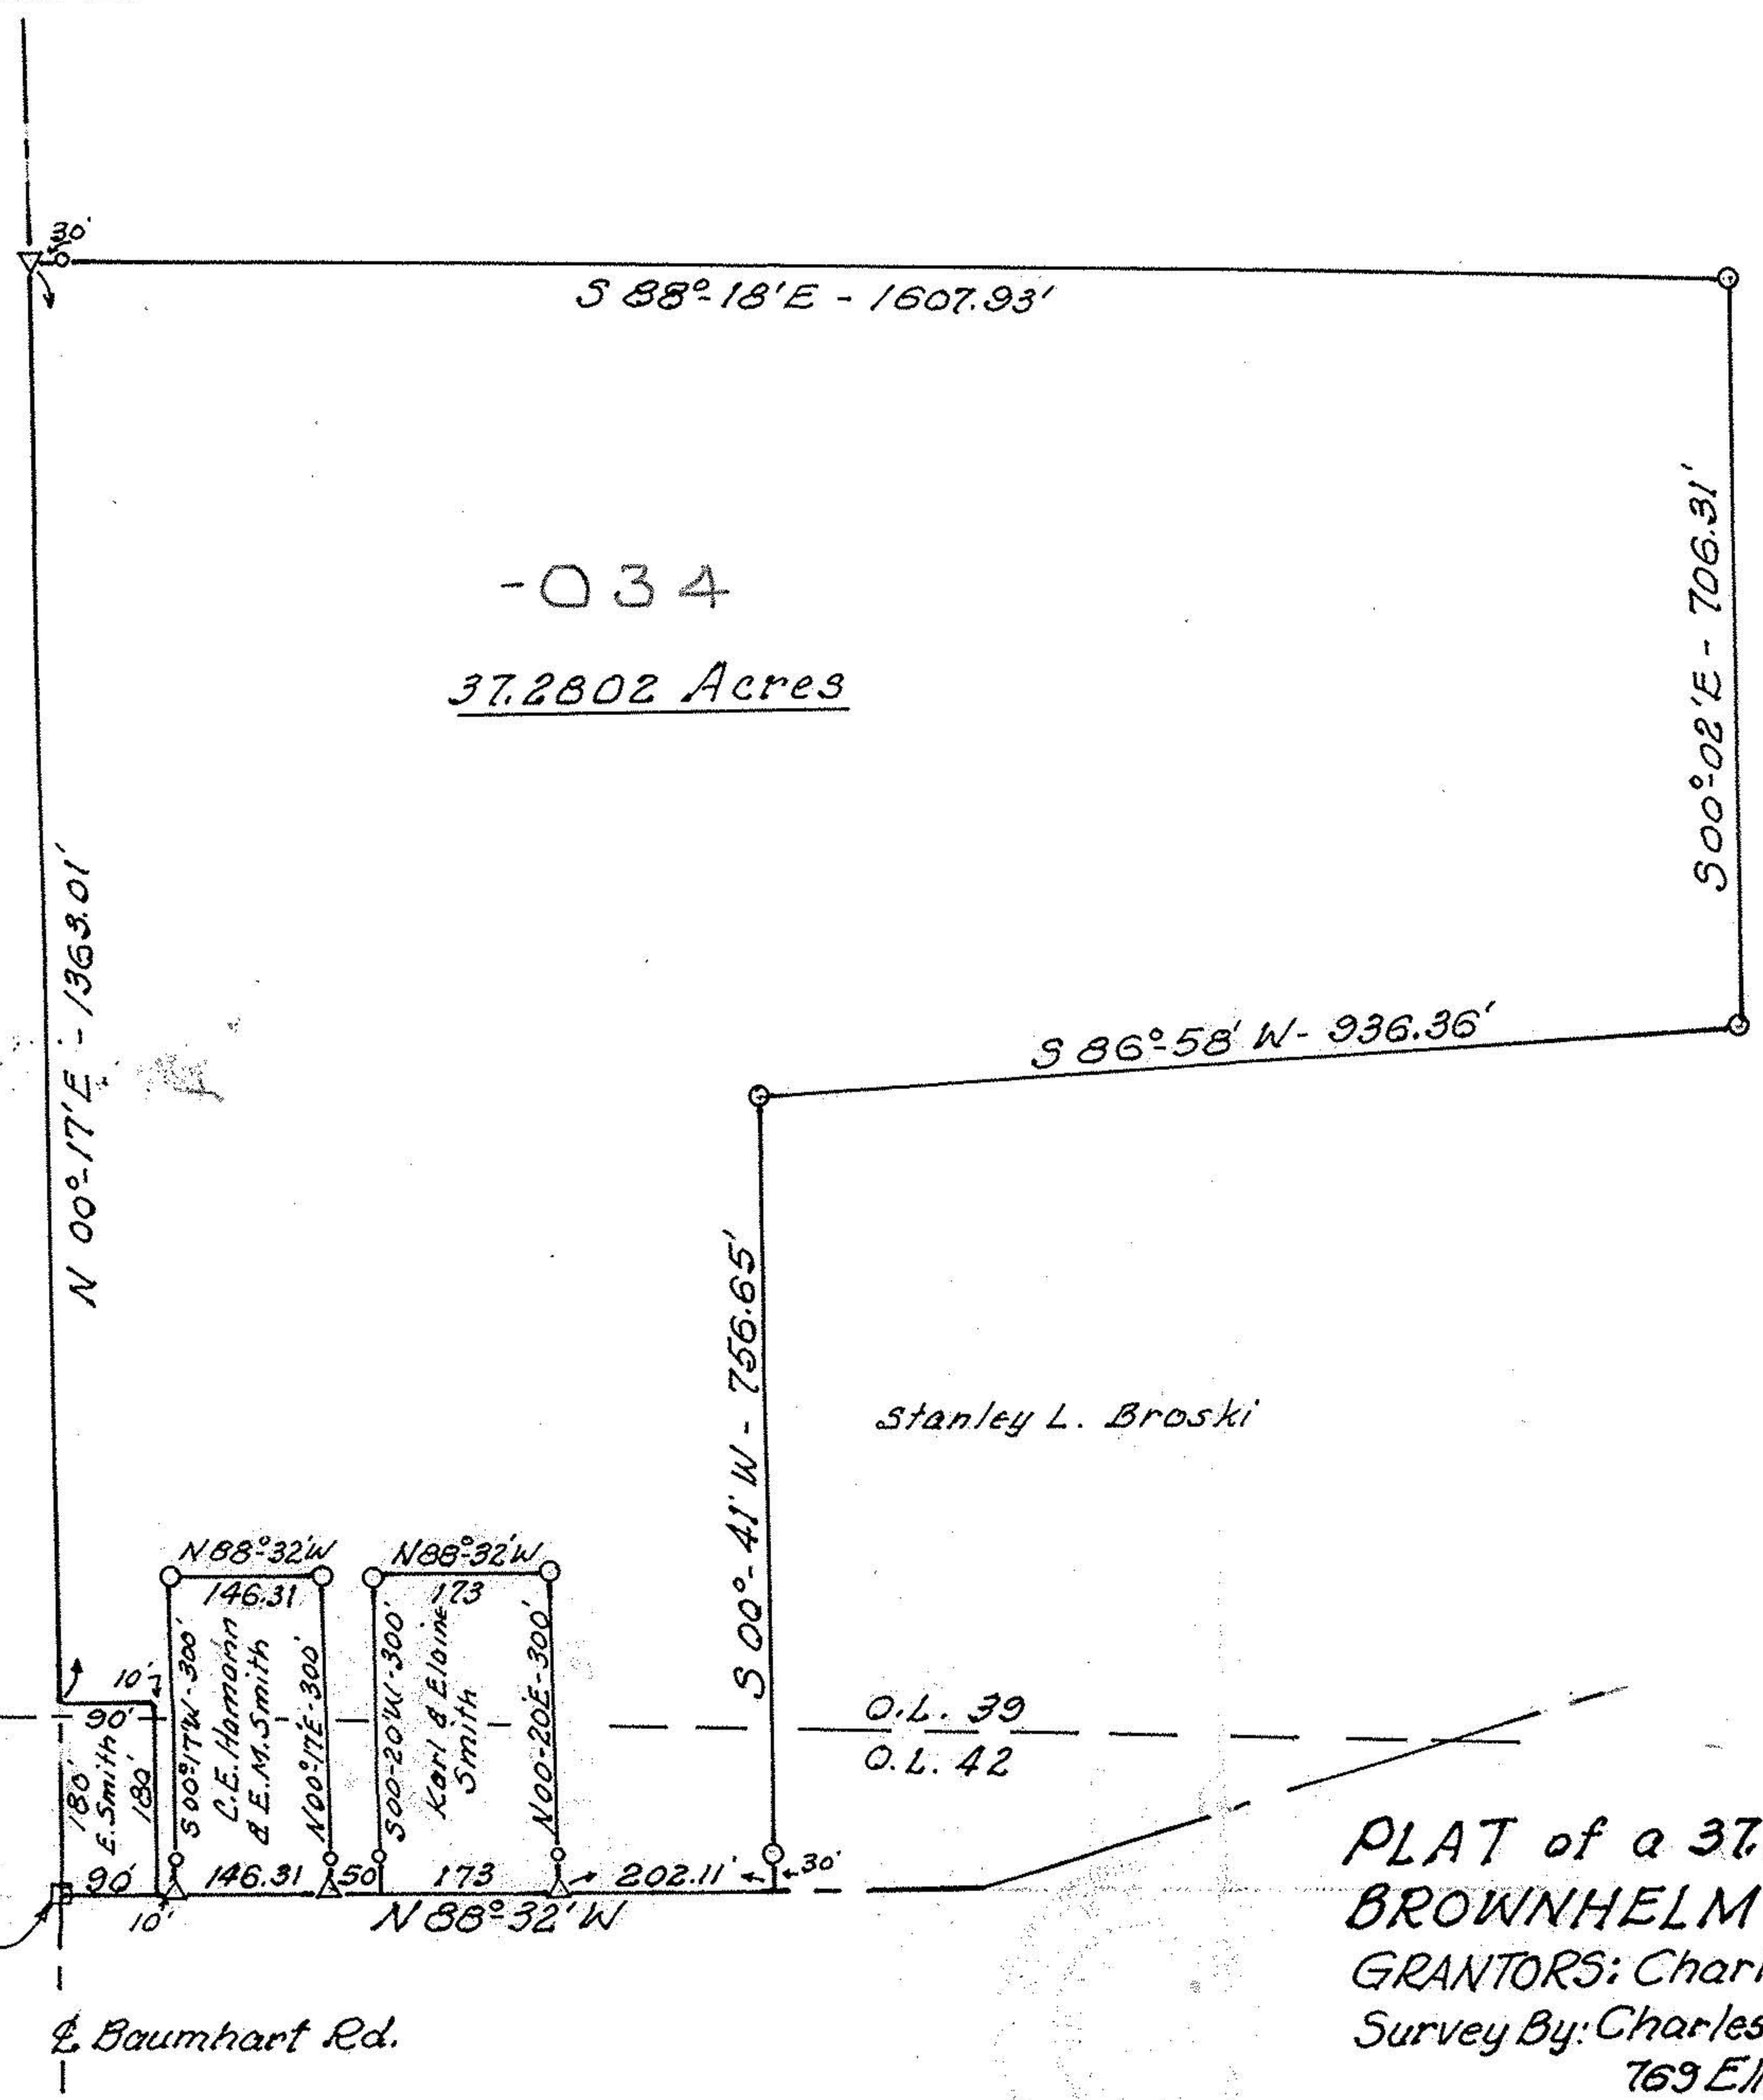 30'
S 88°-18'E - 1607.93'
-034
37.2802 Acres
S00°-02'E - 706.31'
N 00°-17'E - 1363.01'
S 86°-58' W - 936.36'
S 00°-41' W - 756.65'
Stanley L. Broski
N88°32'W
146.31
N88°32'W
173
S00°17'W-300'
C.E. Hamann
& E.M. Smith
N00°17'E-300'
S00-20'W-300'
Karl & Elaine
Smith
N00-20'E-300'
10'
90'
180'
E. Smith
180'
O.L. 39
O.L. 42
90'
10'
146.31
50
173
202.11'
30'
N 88°32'W
PLAT of a 37.
BROWNHELM
GRANTORS: Charl
Survey By: Charles
769 El
℄ Baumhart Rd.